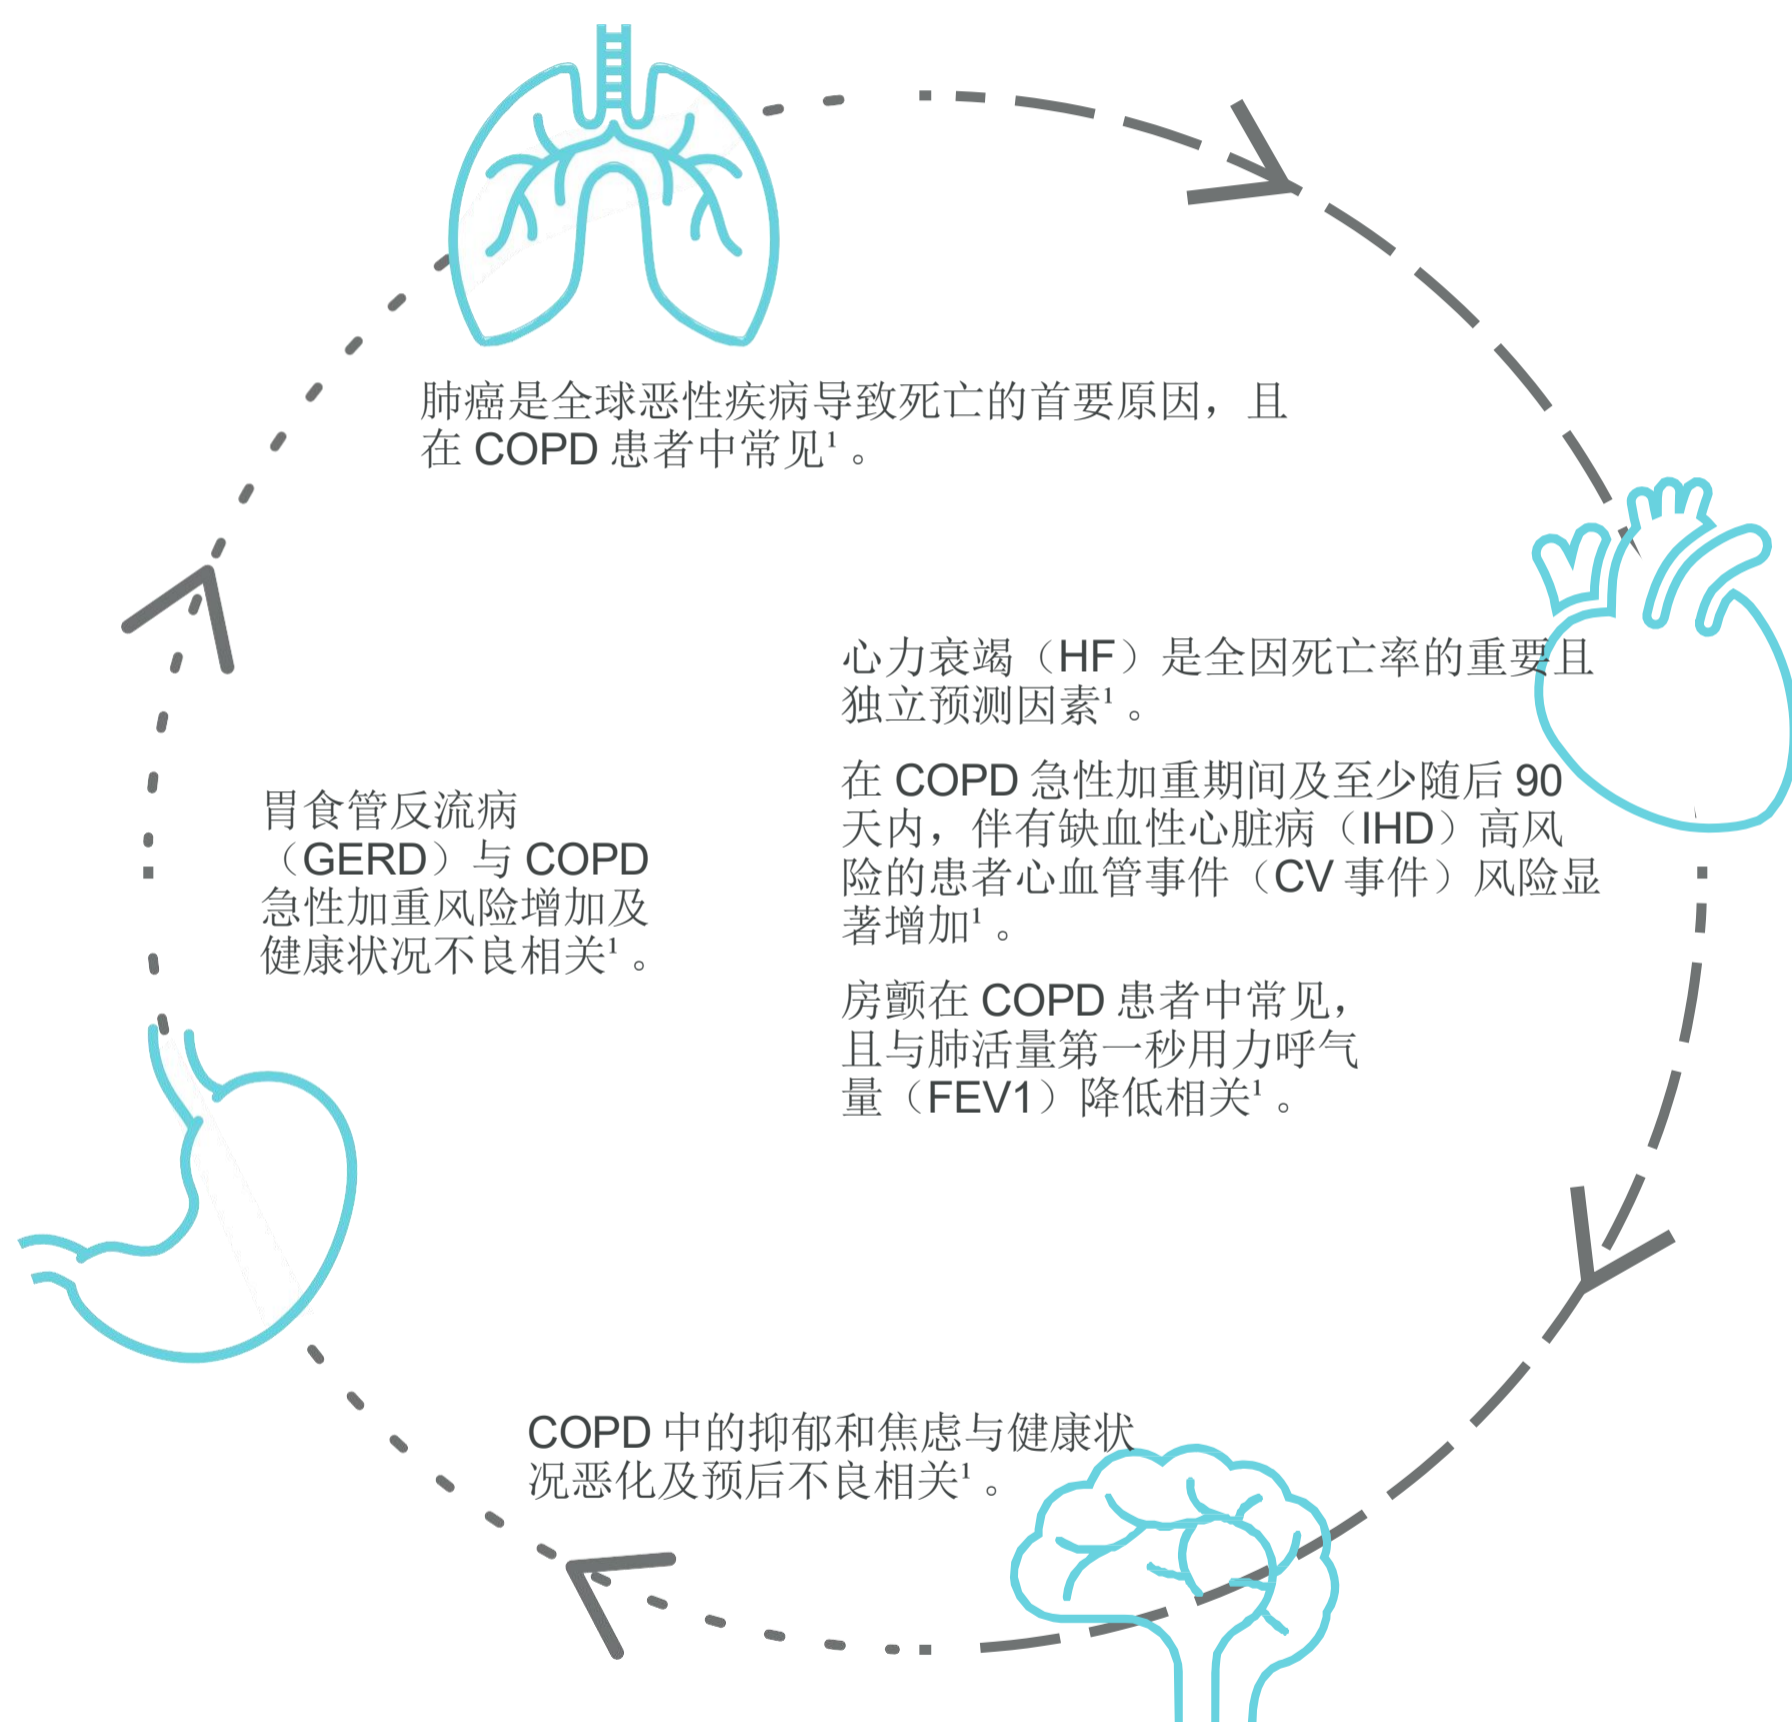 肺癌是全球恶性疾病导致死亡的首要原因，且
在 COPD 患者中常见¹。
心力衰竭（HF）是全因死亡率的重要且
独立预测因素¹。
在 COPD 急性加重期间及至少随后 90
天内，伴有缺血性心脏病（IHD）高风
险的患者心血管事件（CV 事件）风险显
著增加¹。
房颤在 COPD 患者中常见，
且与肺活量第一秒用力呼气
量（FEV1）降低相关¹。
胃食管反流病
（GERD）与 COPD
急性加重风险增加及
健康状况不良相关¹。
COPD 中的抑郁和焦虑与健康状
况恶化及预后不良相关¹。